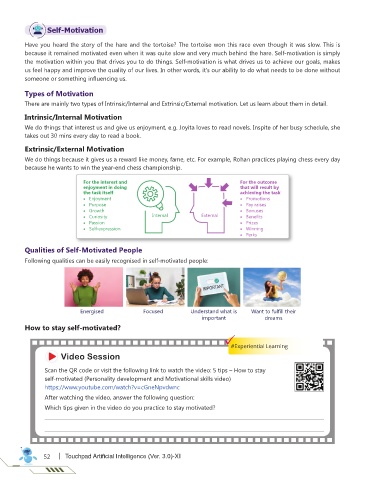 Self-Motivation
Have you heard the story of the hare and the tortoise? The tortoise won this race even though it was slow. This is
because it remained motivated even when it was quite slow and very much behind the hare. Self-motivation is simply
the motivation within you that drives you to do things. Self-motivation is what drives us to achieve our goals, makes
us feel happy and improve the quality of our lives. In other words, it's our ability to do what needs to be done without
someone or something influencing us.
Types of Motivation
There are mainly two types of Intrinsic/Internal and Extrinsic/External motivation. Let us learn about them in detail.
Intrinsic/Internal Motivation
We do things that interest us and give us enjoyment, e.g. Joyita loves to read novels. Inspite of her busy schedule, she
takes out 30 mins every day to read a book.
Extrinsic/External Motivation
We do things because it gives us a reward like money, fame, etc. For example, Rohan practices playing chess every day
because he wants to win the year-end chess championship.
For the interest and
enjoyment in doing
the task itself
• Enjoyment
• Purpose
• Growth
• Curiosity
• Passion
• Self-expression
Internal
External
For the outcome
that will result by
achieving the task
• Promotions
• Pay raises
• Bonuses
• Benefits
• Prizes
• Winning
• Perks
Qualities of Self-Motivated People
Following qualities can be easily recognised in self-motivated people:
IMPORTANT
Energised
Focused
Understand what is
important
Want to fulfill their
dreams
How to stay self-motivated?
#Experiential Learning
Video Session
Scan the QR code or visit the following link to watch the video: 5 tips – How to stay
self-motivated (Personality development and Motivational skills video)
After watching the video, answer the following question:
Which tips given in the video do you practice to stay motivated?
52 | Touchpad Artificial Intelligence (Ver. 3.0)-XI